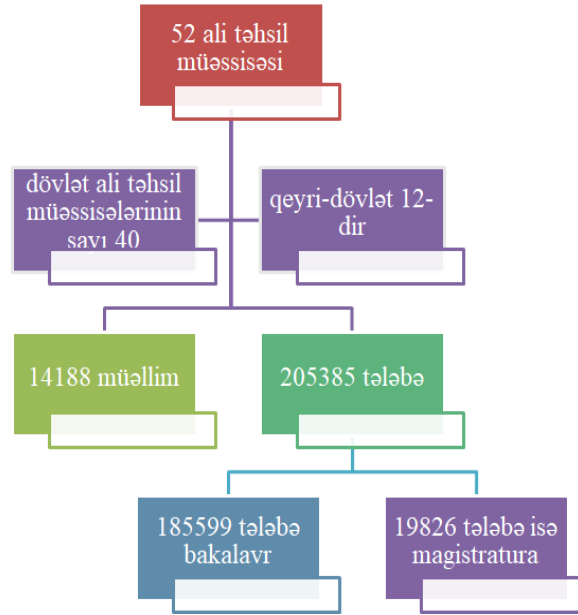 52 ali təhsil
müəssisəsi
dövlət ali təhsil
müəssisələrinin
sayı 40
qeyri-dövlət 12-
dir
14188 müəllim
205385 tələbə
185599 tələbə
bakalavr
19826 tələbə isə
magistratura